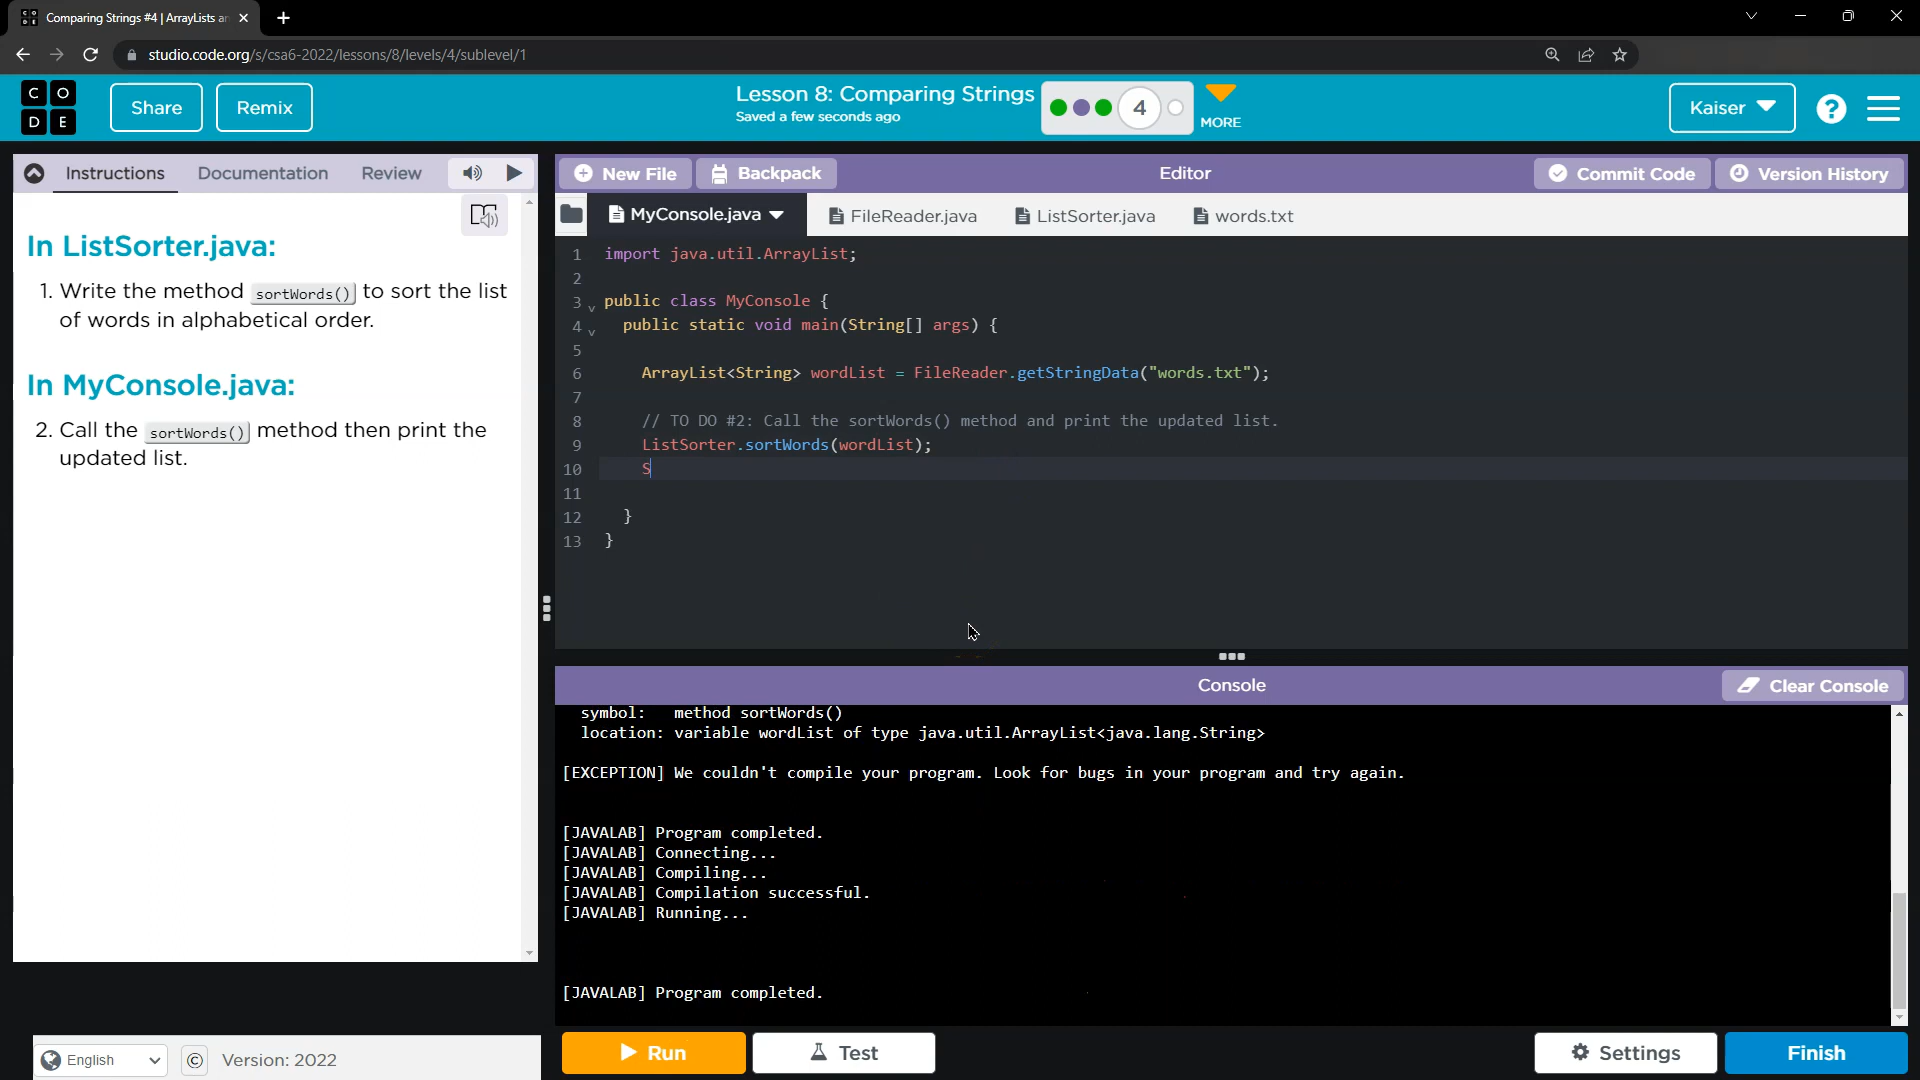 Comparing Strings #4 | ArrayLists a
studio.code.org/s/csa6-2022/lessons/8/levels/4/sublevel/1
C O D E
Share
Remix
Lesson 8: Comparing Strings
Saved a few seconds ago
4
MORE
Kaiser
?
Instructions
Documentation
Review
In ListSorter.java:
1. Write the method sortWords() to sort the list
of words in alphabetical order.
In MyConsole.java:
2. Call the sortWords() method then print the
updated list.
English
©
Version: 2022
New File
Backpack
Editor
Commit Code
Version History
MyConsole.java
FileReader.java
ListSorter.java
words.txt
1 import java.util.ArrayList;
2
3 public class MyConsole {
4 public static void main(String[] args) {
5
6 ArrayList<String> wordList = FileReader.getStringData("words.txt");
7
8 // TO DO #2: Call the sortWords() method and print the updated list.
9 ListSorter.sortWords(wordList);
10 S
11
12 }
13 }
Console
Clear Console
symbol: method sortWords()
location: variable wordList of type java.util.ArrayList<java.lang.String>
[EXCEPTION] We couldn't compile your program. Look for bugs in your program and try again.
[JAVALAB] Program completed.
[JAVALAB] Connecting...
[JAVALAB] Compiling...
[JAVALAB] Compilation successful.
[JAVALAB] Running...
[JAVALAB] Program completed.
Run
Test
Settings
Finish